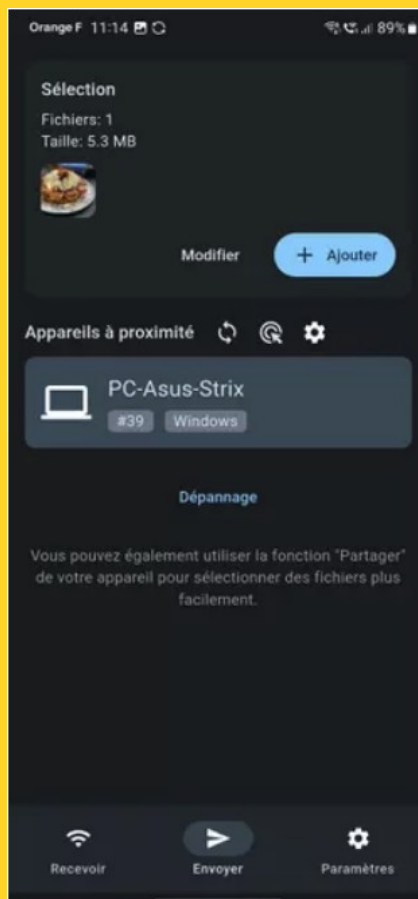 Orange F 11:14 89%
Sélection
Fichiers: 1
Taille: 5.3 MB
Modifier
+ Ajouter
Appareils à proximité
PC-Asus-Strix
#39 Windows
Dépannage
Vous pouvez également utiliser la fonction "Partager"
de votre appareil pour sélectionner des fichiers plus
facilement.
Recevoir Envoyer Paramètres